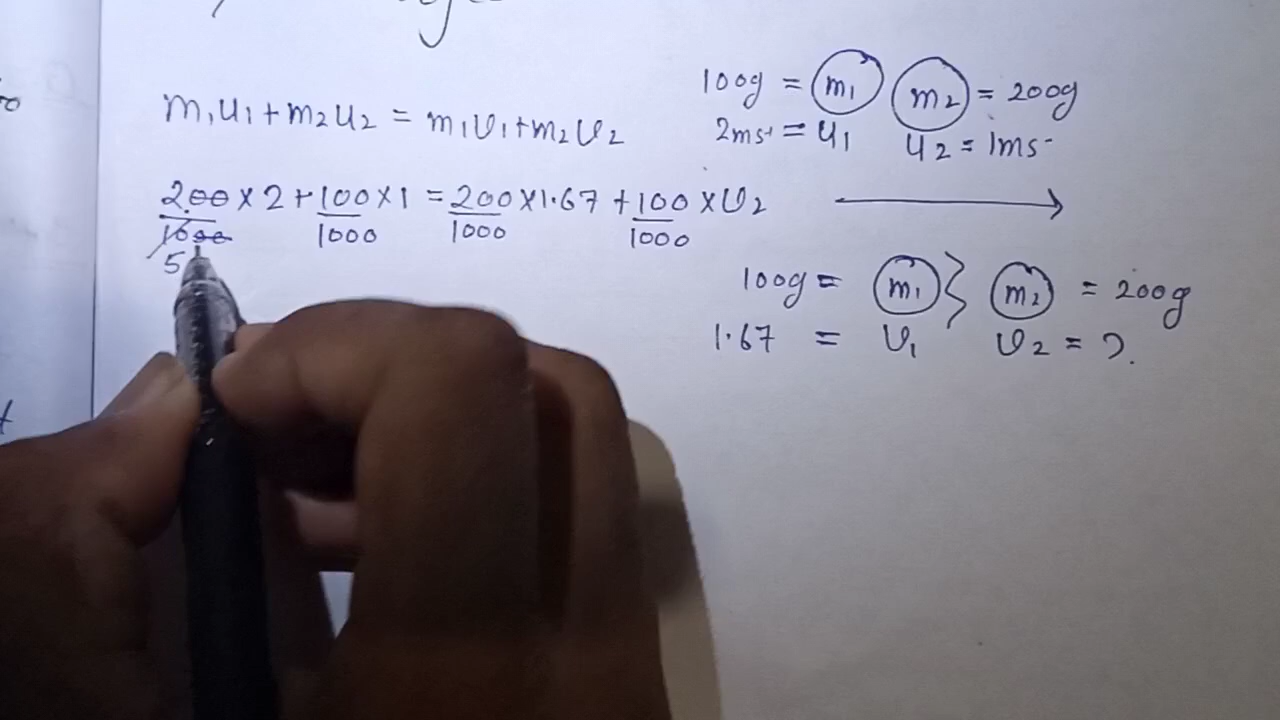 m₁u₁+m₂u₂ = m₁v₁+m₂v₂
200/1000 ×2+100/1000 ×1 = 200/1000 ×1.67 +100/1000 ×v₂
5
100g = m₁ m₂ = 200g
2ms⁻¹ = u₁ u₂ = 1ms⁻
100g = m₁ } m₂ = 200g
1.67 = v₁ v₂ = ?.